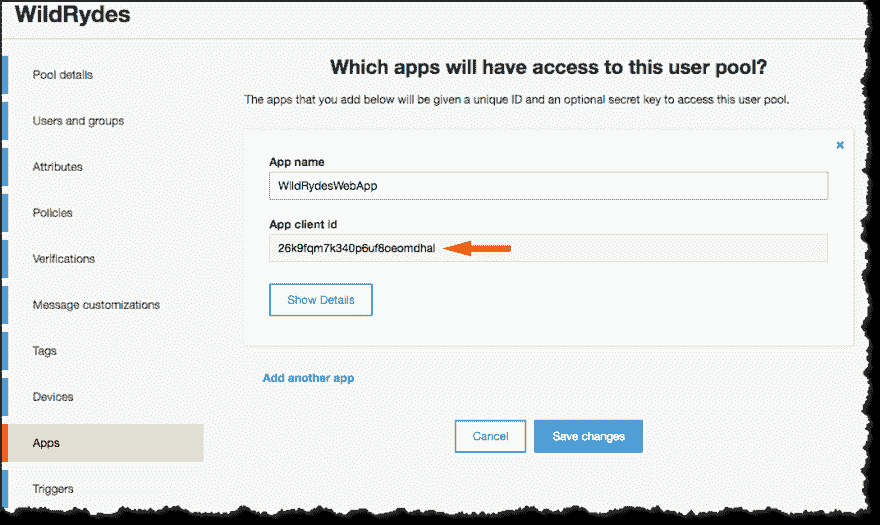 WildRydes
Pool details
Users and groups
Attributes
Policies
Verifications
Message customizations
Tags
Devices
Apps
Triggers
Which apps will have access to this user pool?
The apps that you add below will be given a unique ID and an optional secret key to access this user pool.
App name
WildRydesWebApp
App client id
26k9fqm7k340p6uf6oeomdhal
Show Details
Add another app
Cancel
Save changes